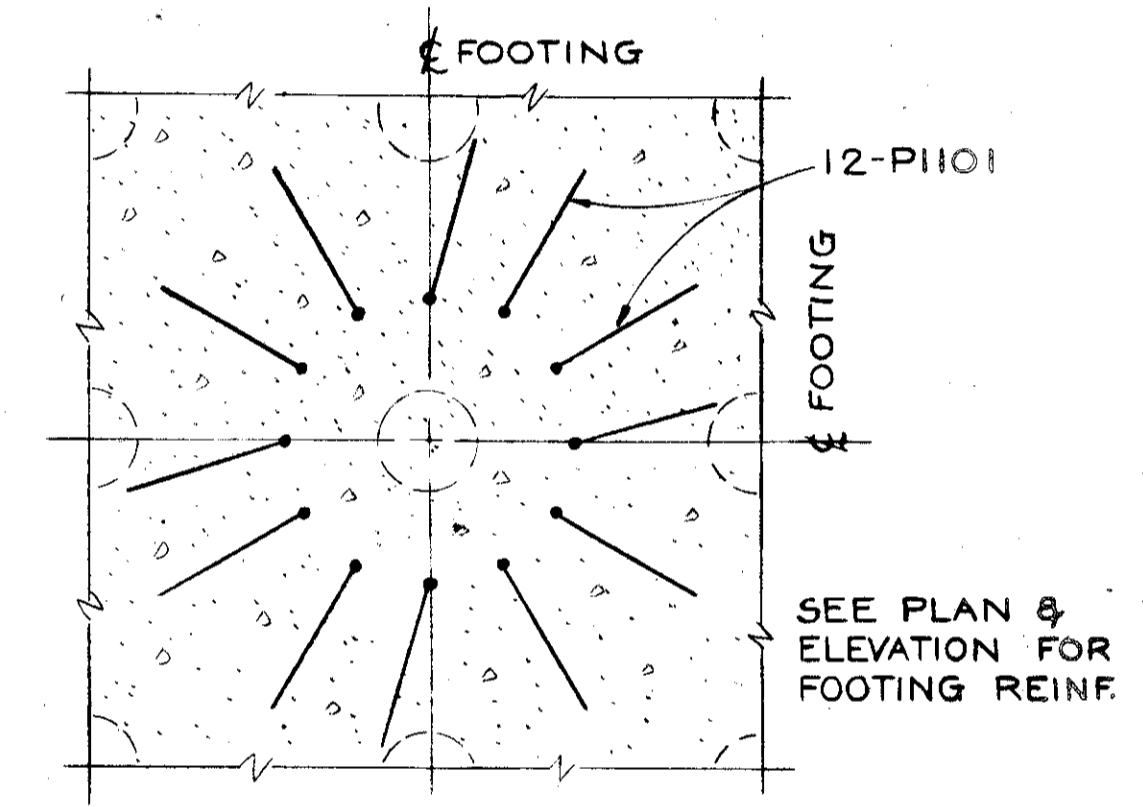 ℄ FOOTING
12-P1101
℄ FOOTING
SEE PLAN &
ELEVATION FOR
FOOTING REINF.